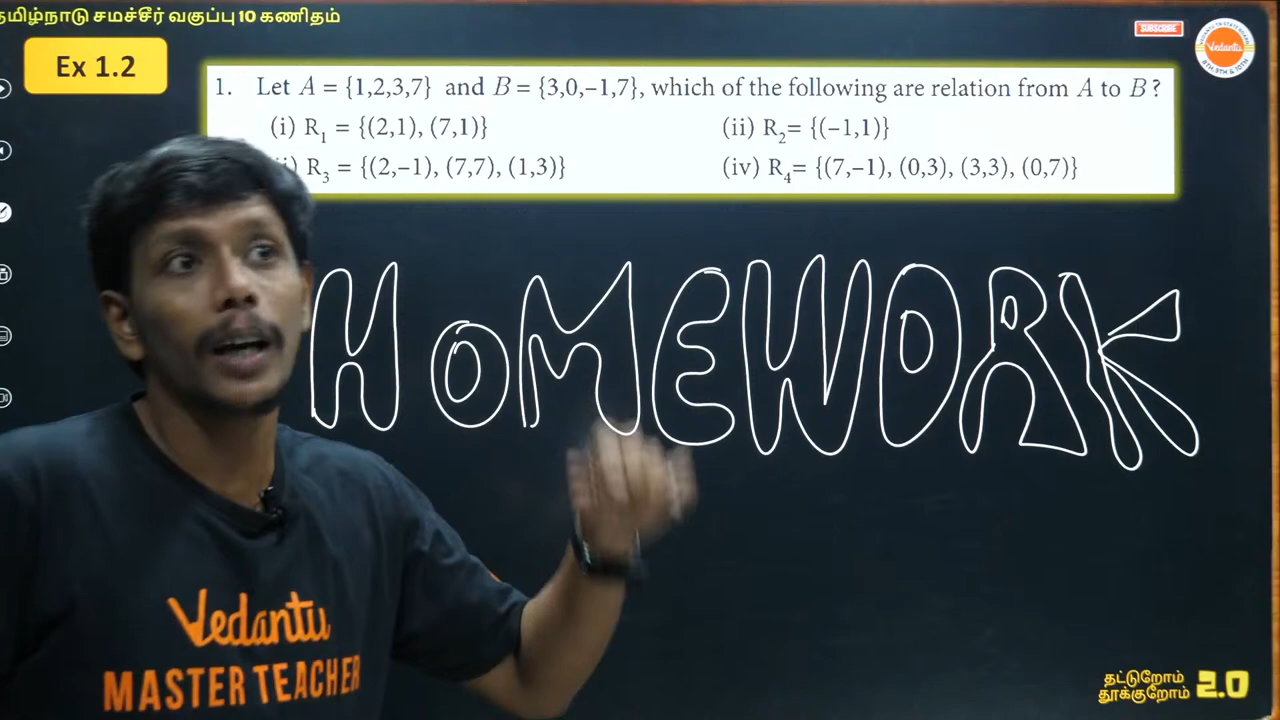 தமிழ்நாடு சமச்சீர் வகுப்பு 10 கணிதம்
SUBSCRIBE
Vedantu
8TH, 9TH & 10TH
Ex 1.2
1. Let A = {1,2,3,7} and B = {3,0,−1,7}, which of the following are relation from A to B ?
(i) R₁ = {(2,1), (7,1)}
(ii) R₂= {(−1,1)}
R₃ = {(2,−1), (7,7), (1,3)}
(iv) R₄= {(7,−1), (0,3), (3,3), (0,7)}
HOMEWORK
Vedantu
MASTER TEACHER
தட்டுறோம்
தூக்குறோம் 2.0